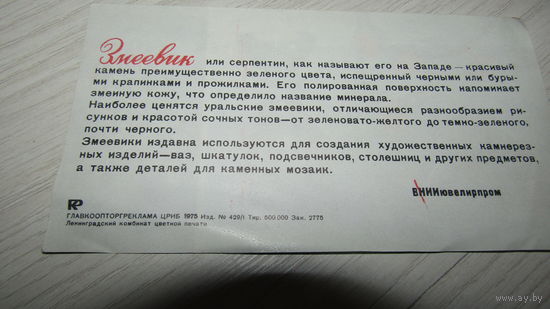 Змеевик или серпентин, как называют его на Западе — красивый
камень преимущественно зеленого цвета, испещренный черными или буры-
ми крапинками и прожилками. Его полированная поверхность напоминает
змеиную кожу, что определило название минерала.
Наиболее ценятся уральские змеевики, отличающиеся разнообразием ри-
сунков и красотой сочных тонов—от зеленовато-желтого до темно-зеленого,
почти черного.
Змеевики издавна используются для создания художественных камнерез-
ных изделий—ваз, шкатулок, подсвечников, столешниц и других предметов,
а также деталей для каменных мозаик.
ВНИИювелирпром
ГЛАВКООПТОРГРЕКЛАМА ЦРИБ 1975 Изд. № 429Л Тир. 500 000 Зак. 2775
Ленинградский комбинат цветной печати
www.ay.by